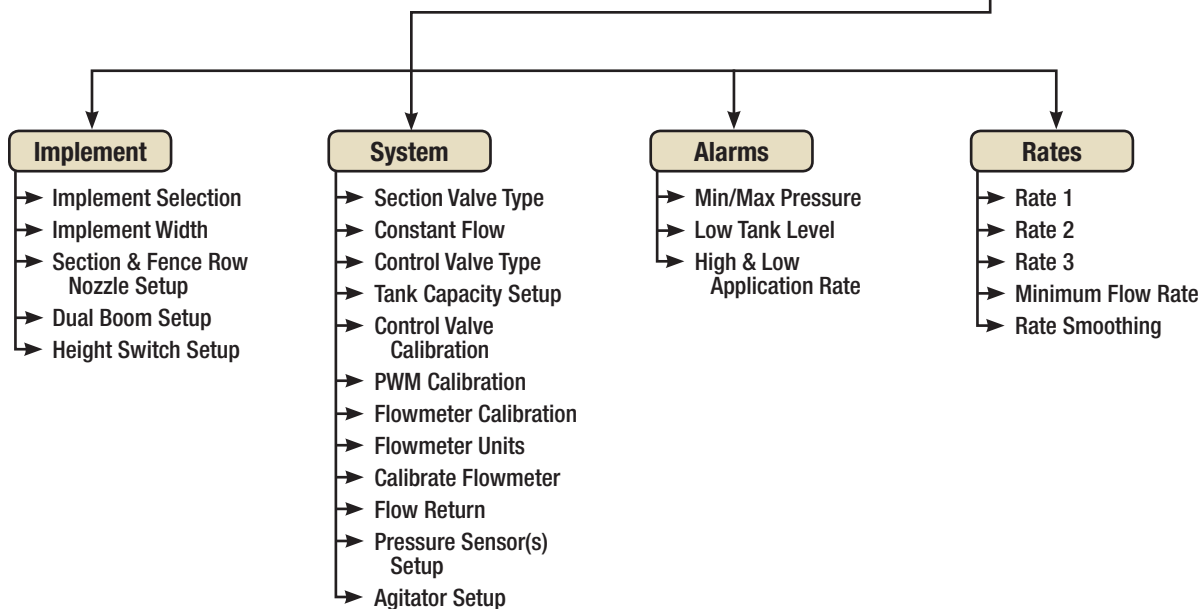 Implement
Implement Selection
Implement Width
Section & Fence Row
Nozzle Setup
Dual Boom Setup
Height Switch Setup
System
Section Valve Type
Constant Flow
Control Valve Type
Tank Capacity Setup
Control Valve
Calibration
PWM Calibration
Flowmeter Calibration
Flowmeter Units
Calibrate Flowmeter
Flow Return
Pressure Sensor(s)
Setup
Agitator Setup
Alarms
Min/Max Pressure
Low Tank Level
High & Low
Application Rate
Rates
Rate 1
Rate 2
Rate 3
Minimum Flow Rate
Rate Smoothing